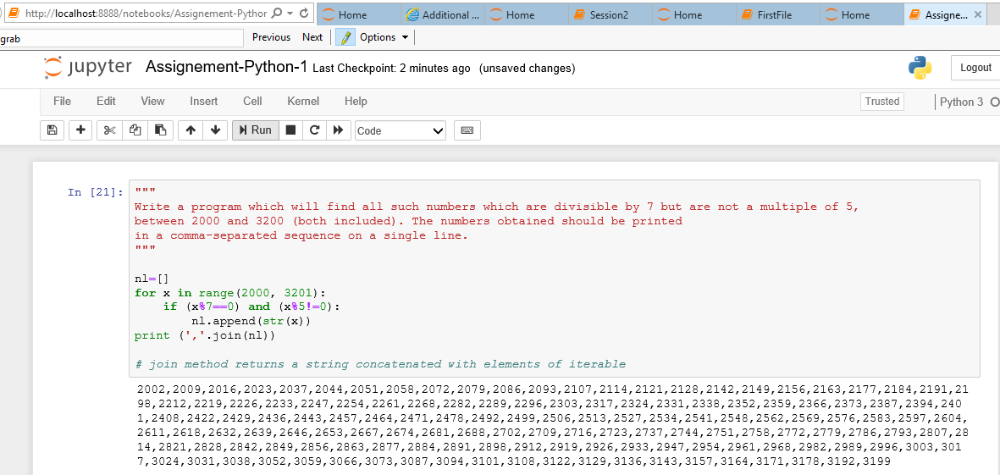 http://localhost:8888/notebooks/Assignement-Python
Home
Additional ...
Home
Session2
Home
FirstFile
Home
Assigne...
grab
Previous Next Options
jupyter Assignement-Python-1 Last Checkpoint: 2 minutes ago (unsaved changes)
Logout
File Edit View Insert Cell Kernel Help
Trusted
Python 3
Run
Code
In [21]:
"""
Write a program which will find all such numbers which are divisible by 7 but are not a multiple of 5,
between 2000 and 3200 (both included). The numbers obtained should be printed
in a comma-separated sequence on a single line.
"""
nl=[]
for x in range(2000, 3201):
    if (x%7==0) and (x%5!=0):
        nl.append(str(x))
print (','.join(nl))
# join method returns a string concatenated with elements of iterable
2002,2009,2016,2023,2037,2044,2051,2058,2072,2079,2086,2093,2107,2114,2121,2128,2142,2149,2156,2163,2177,2184,2191,21
98,2212,2219,2226,2233,2247,2254,2261,2268,2282,2289,2296,2303,2317,2324,2331,2338,2352,2359,2366,2373,2387,2394,240
1,2408,2422,2429,2436,2443,2457,2464,2471,2478,2492,2499,2506,2513,2527,2534,2541,2548,2562,2569,2576,2583,2597,2604,
2611,2618,2632,2639,2646,2653,2667,2674,2681,2688,2702,2709,2716,2723,2737,2744,2751,2758,2772,2779,2786,2793,2807,28
14,2821,2828,2842,2849,2856,2863,2877,2884,2891,2898,2912,2919,2926,2933,2947,2954,2961,2968,2982,2989,2996,3003,301
7,3024,3031,3038,3052,3059,3066,3073,3087,3094,3101,3108,3122,3129,3136,3143,3157,3164,3171,3178,3192,3199